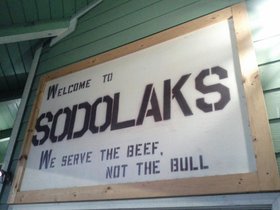 WELCOME TO
SODOLAKS
WE SERVE THE BEEF,
NOT THE BULL